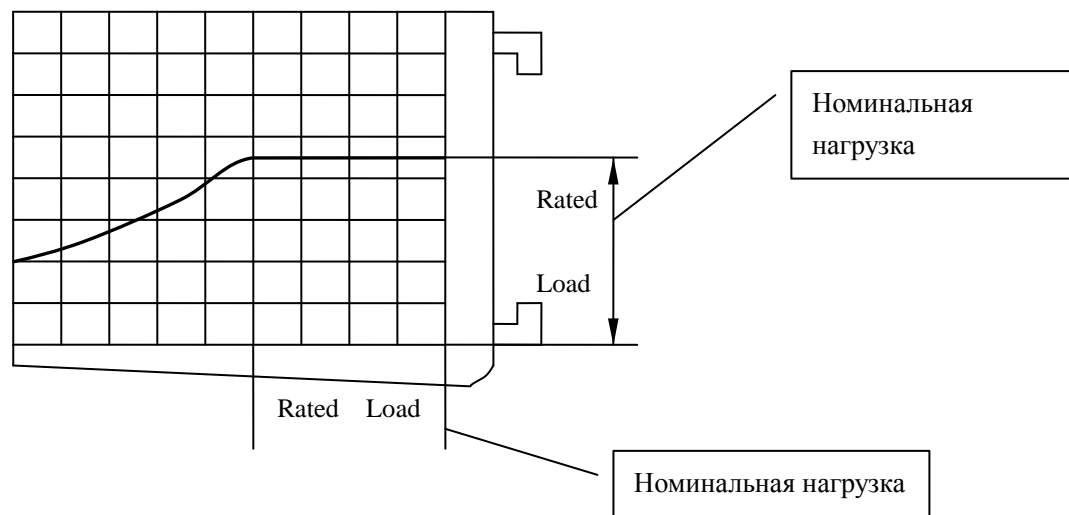 Номинальная
нагрузка
Rated
Load
Rated Load
Номинальная нагрузка